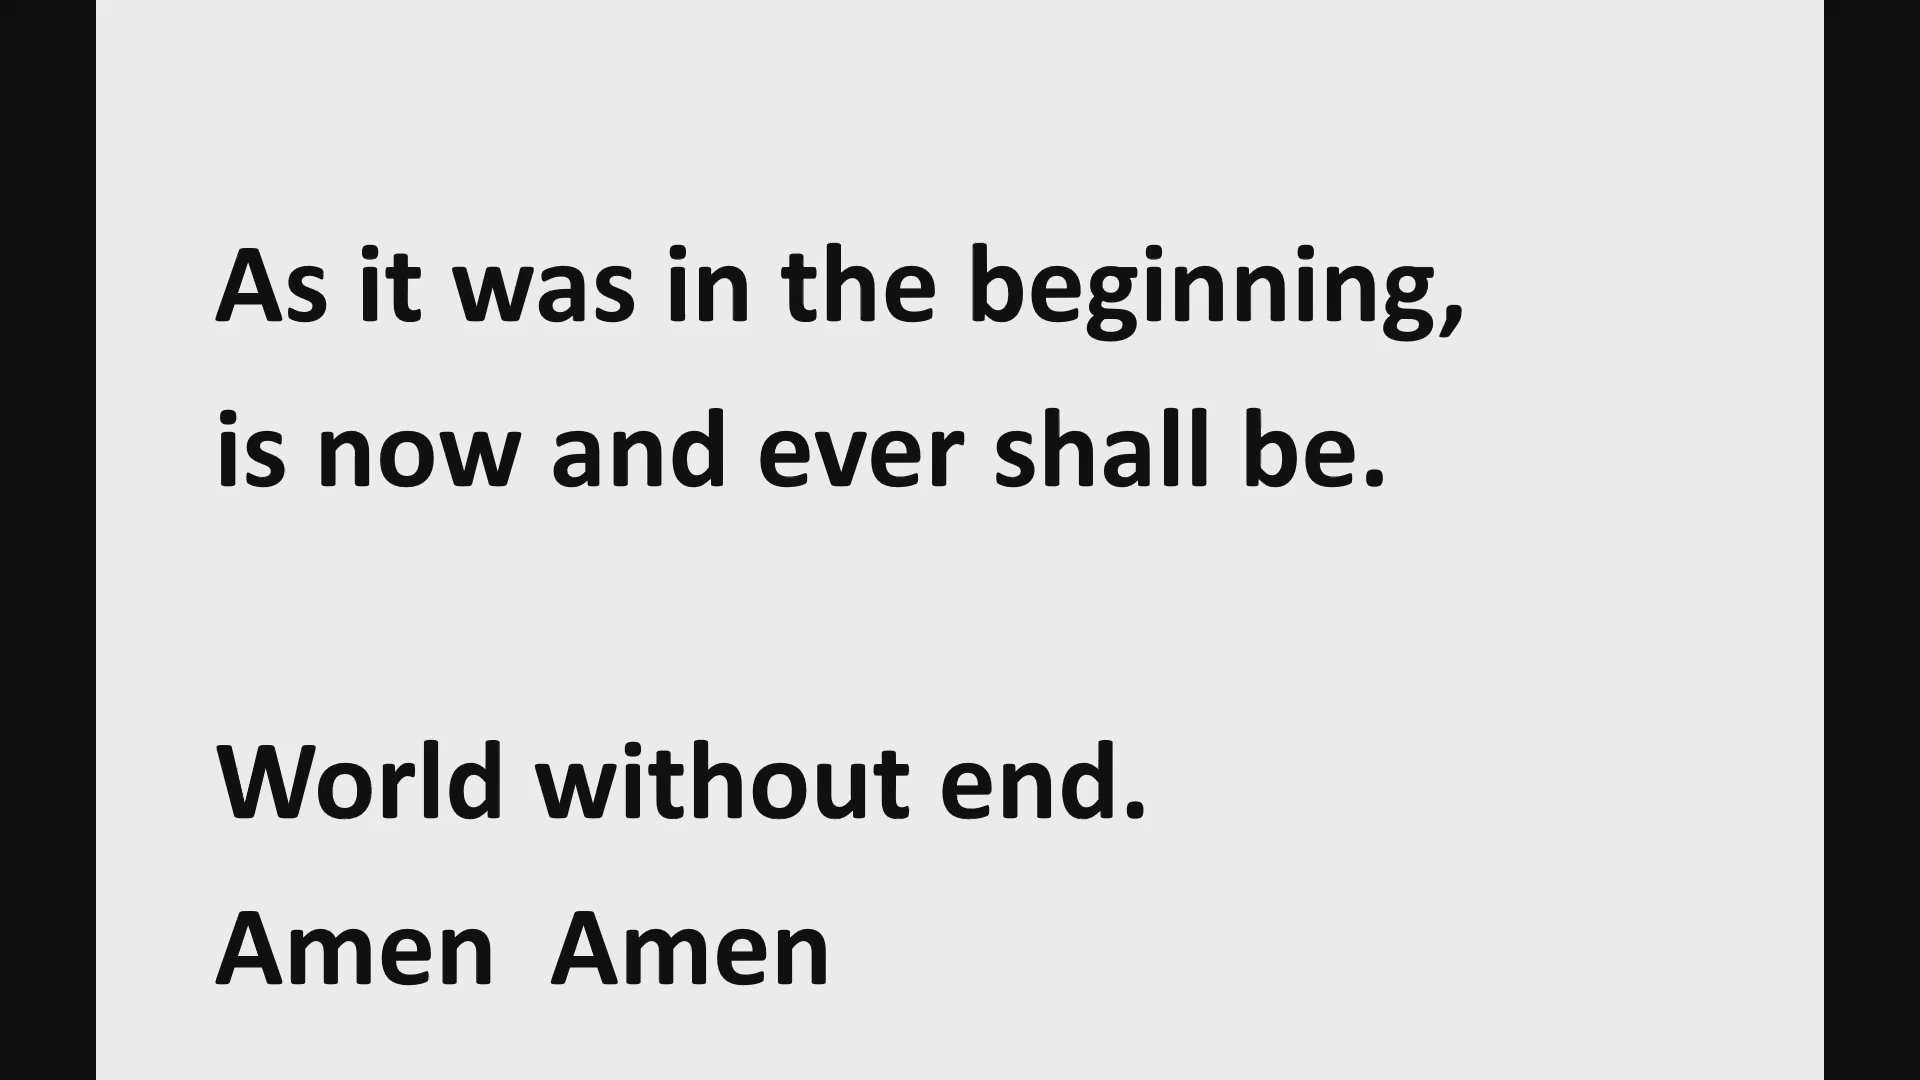 As it was in the beginning,
is now and ever shall be.
World without end.
Amen  Amen